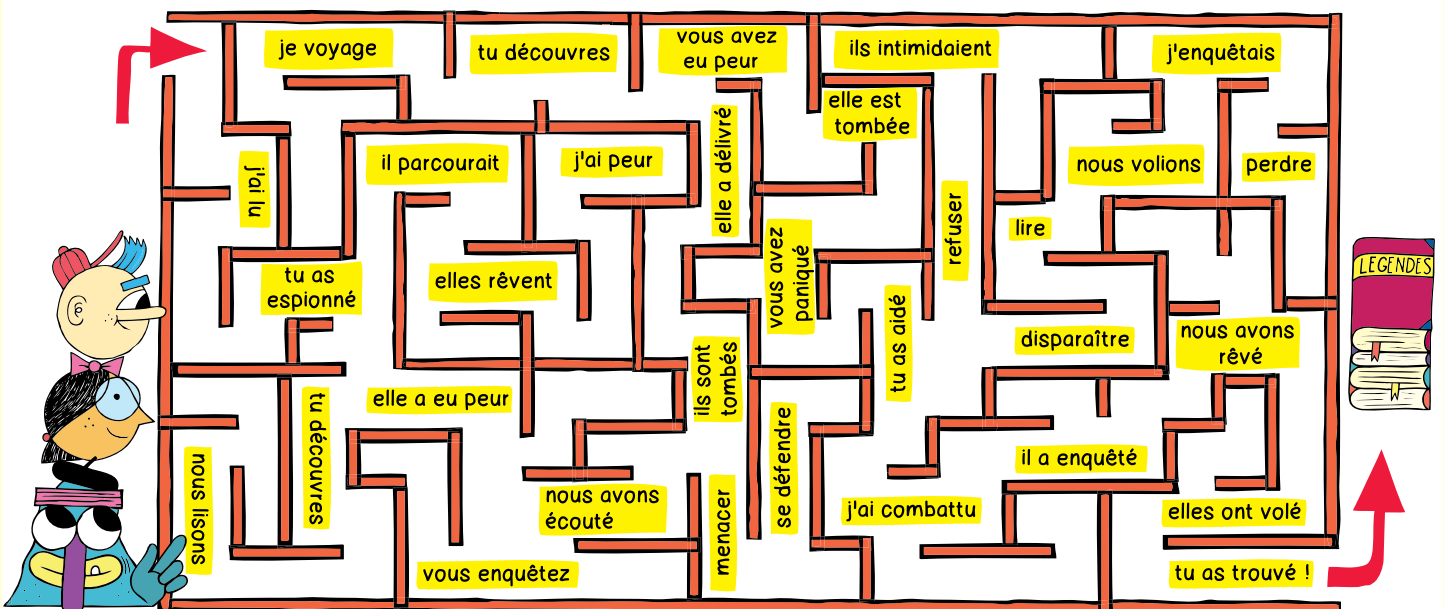 je voyage
tu découvres
vous avez
eu peur
ils intimidaient
j'enquêtais
elle est
tombée
j'ai lu
il parcourait
j'ai peur
elle a délivré
nous volions
perdre
refuser
lire
tu as
espionné
elles rêvent
vous avez
paniqué
tu as aidé
disparaître
nous avons
rêvé
LEGENDES
ils sont
tombés
elle a eu peur
tu découvres
se défendre
il a enquêté
nous lisons
nous avons
écouté
menacer
j'ai combattu
elles ont volé
vous enquêtez
tu as trouvé !